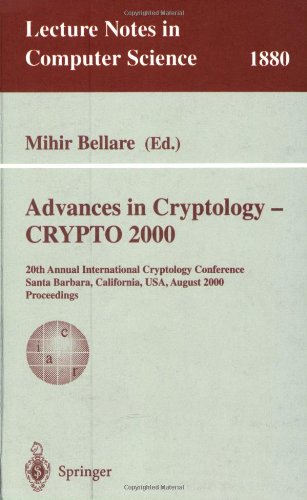 Lecture Notes in
Computer Science 1880
Mihir Bellare (Ed.)
Advances in Cryptology –
CRYPTO 2000
20th Annual International Cryptology Conference
Santa Barbara, California, USA, August 2000
Proceedings
i a c r
Springer